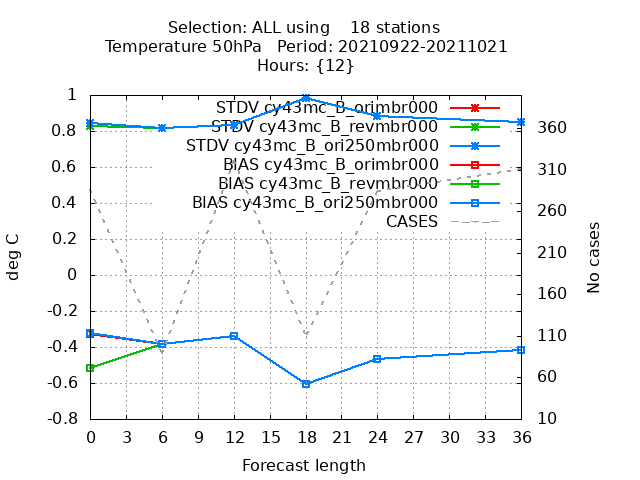 Selection: ALL using    18 stations
Temperature 50hPa   Period: 20210922-20211021
Hours: {12}
STDV cy43mc_B_orimbr000
STDV cy43mc_B_revmbr000
STDV cy43mc_B_ori250mbr000
BIAS cy43mc_B_orimbr000
BIAS cy43mc_B_revmbr000
BIAS cy43mc_B_ori250mbr000
CASES
deg C
1
0.8
0.6
0.4
0.2
0
-0.2
-0.4
-0.6
-0.8
No cases
360
310
260
210
160
110
60
10
0 3 6 9 12 15 18 21 24 27 30 33 36
Forecast length